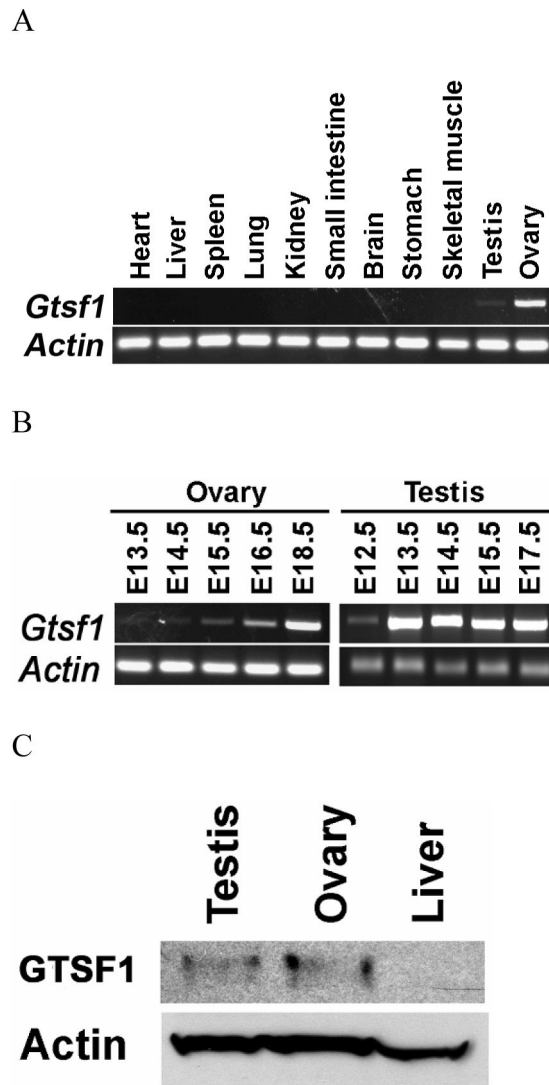 A
Heart
Liver
Spleen
Lung
Kidney
Small intestine
Brain
Stomach
Skeletal muscle
Testis
Ovary
Gtsf1
Actin
B
Ovary
Testis
E13.5
E14.5
E15.5
E16.5
E18.5
E12.5
E13.5
E14.5
E15.5
E17.5
Gtsf1
Actin
C
Testis
Ovary
Liver
GTSF1
Actin